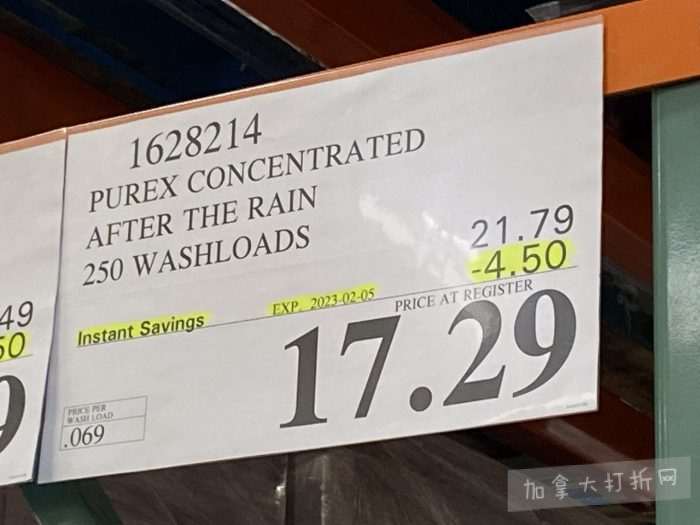 1628214
PUREX CONCENTRATED
AFTER THE RAIN
250 WASHLOADS
21.79
-4.50
Instant Savings
EXP. 2023-02-05
PRICE AT REGISTER
17.29
PRICE PER
WASH LOAD
.069
49
50
9
加拿大打折网